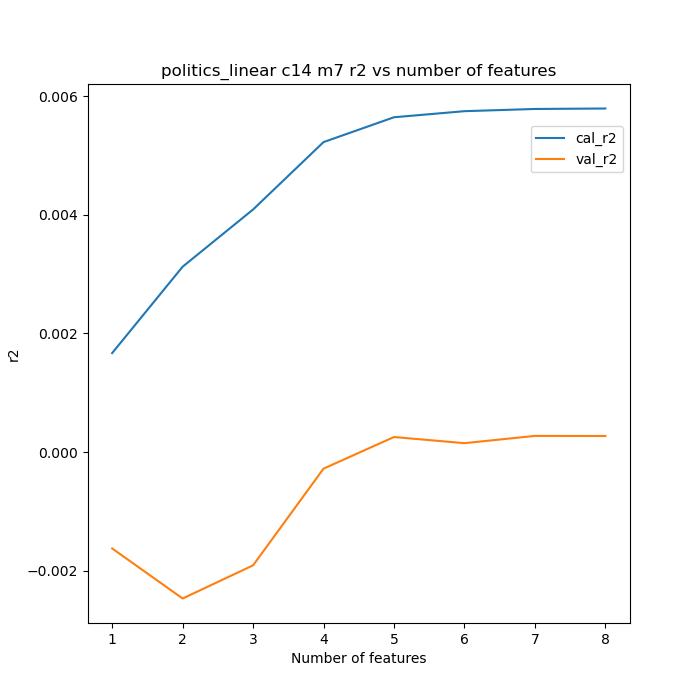 politics_linear c14 m7 r2 vs number of features
0.006
0.004
0.002
0.000
−0.002
r2
cal_r2
val_r2
1 2 3 4 5 6 7 8
Number of features